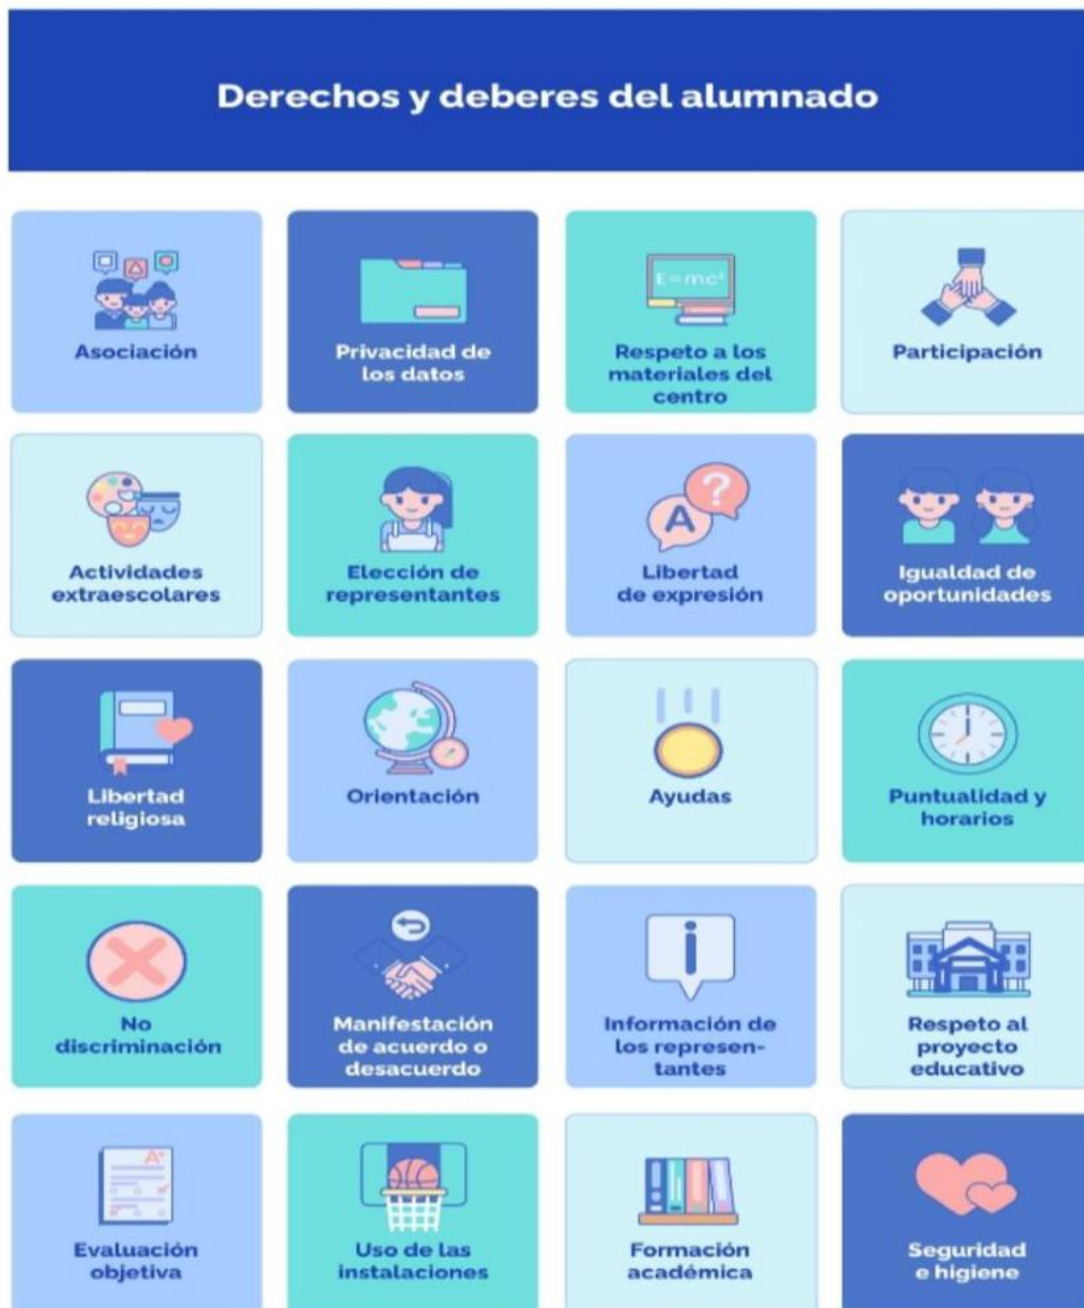 Derechos y deberes del alumnado
Asociación
Privacidad de
los datos
E=mc²
Respeto a los
materiales del
centro
Participación
Actividades
extraescolares
Elección de
representantes
?
A
Libertad
de expresión
Igualdad de
oportunidades
Libertad
religiosa
Orientación
Ayudas
Puntualidad y
horarios
No
discriminación
Manifestación
de acuerdo o
desacuerdo
i
Información de
los represen-
tantes
Respeto al
proyecto
educativo
A+
Evaluación
objetiva
Uso de las
instalaciones
Formación
académica
Seguridad
e higiene